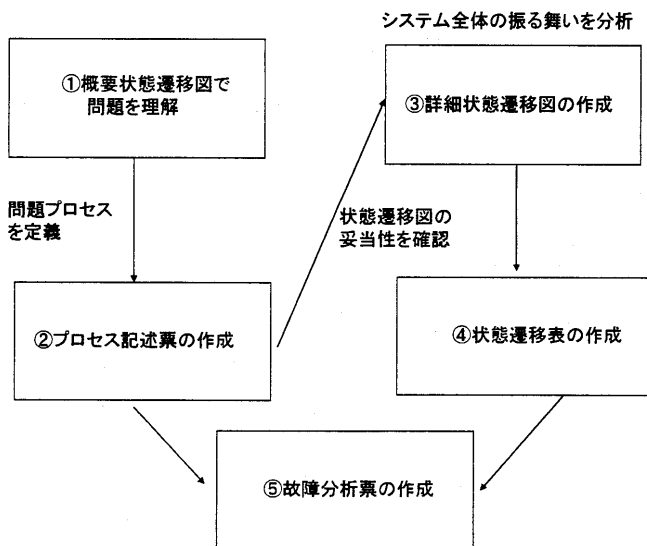 システム全体の振る舞いを分析
①概要状態遷移図で
問題を理解
③詳細状態遷移図の作成
問題プロセス
を定義
状態遷移図の
妥当性を確認
②プロセス記述票の作成
④状態遷移表の作成
⑤故障分析票の作成